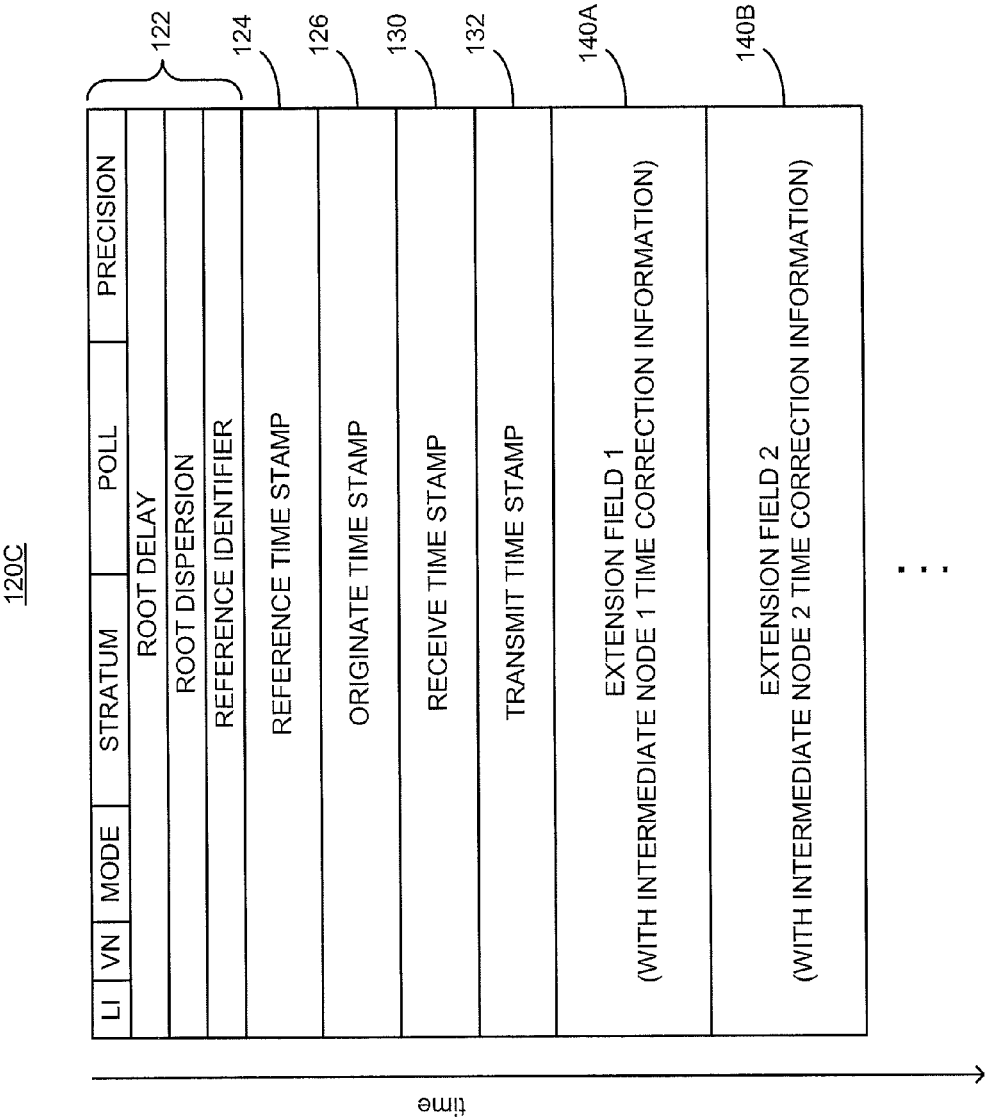 120C
LI VN MODE STRATUM POLL PRECISION
ROOT DELAY
ROOT DISPERSION
REFERENCE IDENTIFIER
122
REFERENCE TIME STAMP
124
ORIGINATE TIME STAMP
126
RECEIVE TIME STAMP
130
TRANSMIT TIME STAMP
132
EXTENSION FIELD 1
(WITH INTERMEDIATE NODE 1 TIME CORRECTION INFORMATION)
140A
EXTENSION FIELD 2
(WITH INTERMEDIATE NODE 2 TIME CORRECTION INFORMATION)
140B
time